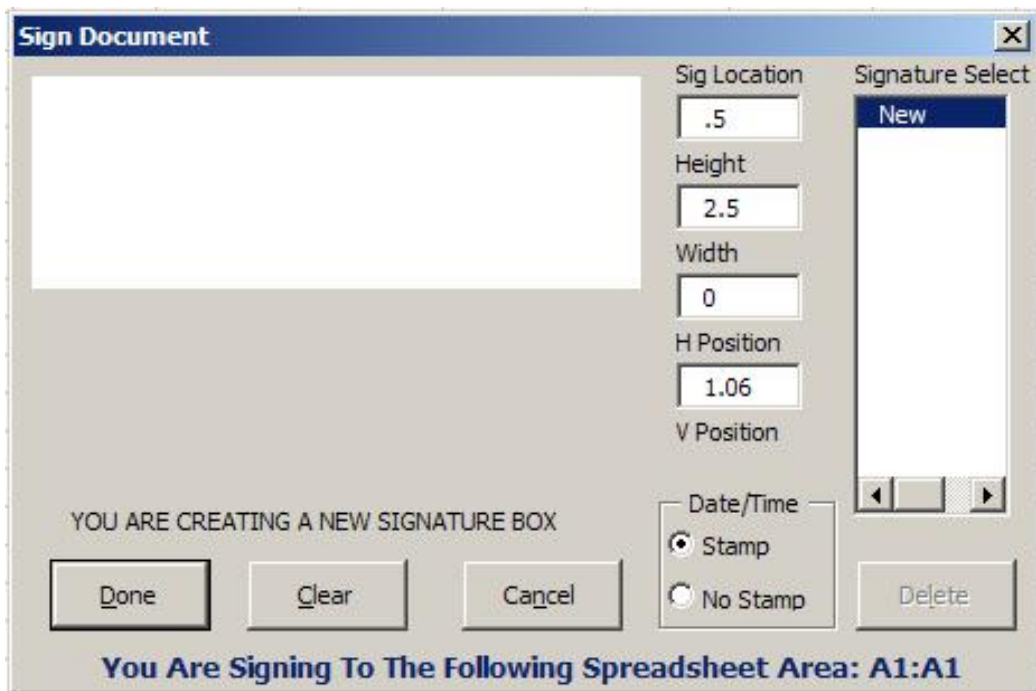 Sign Document
Sig Location
Signature Select
.5
New
Height
2.5
Width
0
H Position
1.06
V Position
Date/Time
YOU ARE CREATING A NEW SIGNATURE BOX
Stamp
Done
Clear
Cancel
No Stamp
Delete
You Are Signing To The Following Spreadsheet Area: A1:A1